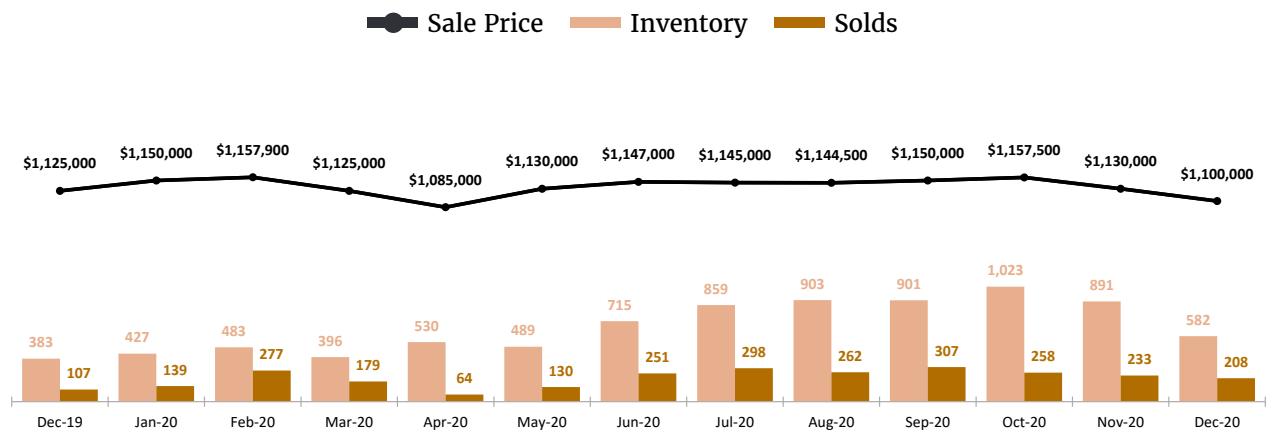 Sale Price Inventory Solds
$1,125,000 $1,150,000 $1,157,900 $1,125,000 $1,085,000 $1,130,000 $1,147,000 $1,145,000 $1,144,500 $1,150,000 $1,157,500 $1,130,000 $1,100,000
383 427 483 396 530 489 715 859 903 901 1,023 891 582
107 139 277 179 64 130 251 298 262 307 258 233 208
Dec-19 Jan-20 Feb-20 Mar-20 Apr-20 May-20 Jun-20 Jul-20 Aug-20 Sep-20 Oct-20 Nov-20 Dec-20